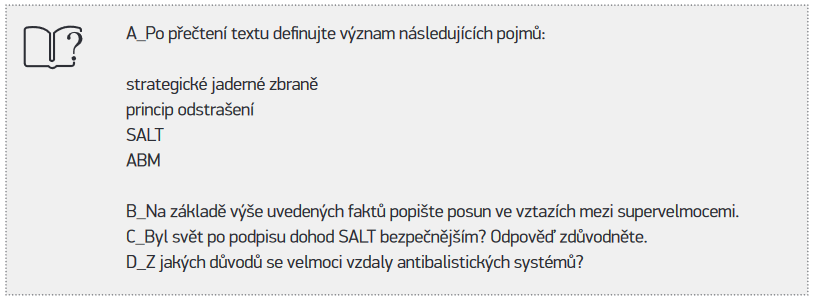 A_Po přečtení textu definujte význam následujících pojmů:
strategické jaderné zbraně
princip odstrašení
SALT
ABM
B_Na základě výše uvedených faktů popište posun ve vztazích mezi supervelmocemi.
C_Byl svět po podpisu dohod SALT bezpečnějším? Odpověď zdůvodněte.
D_Z jakých důvodů se velmoci vzdaly antibalistických systémů?